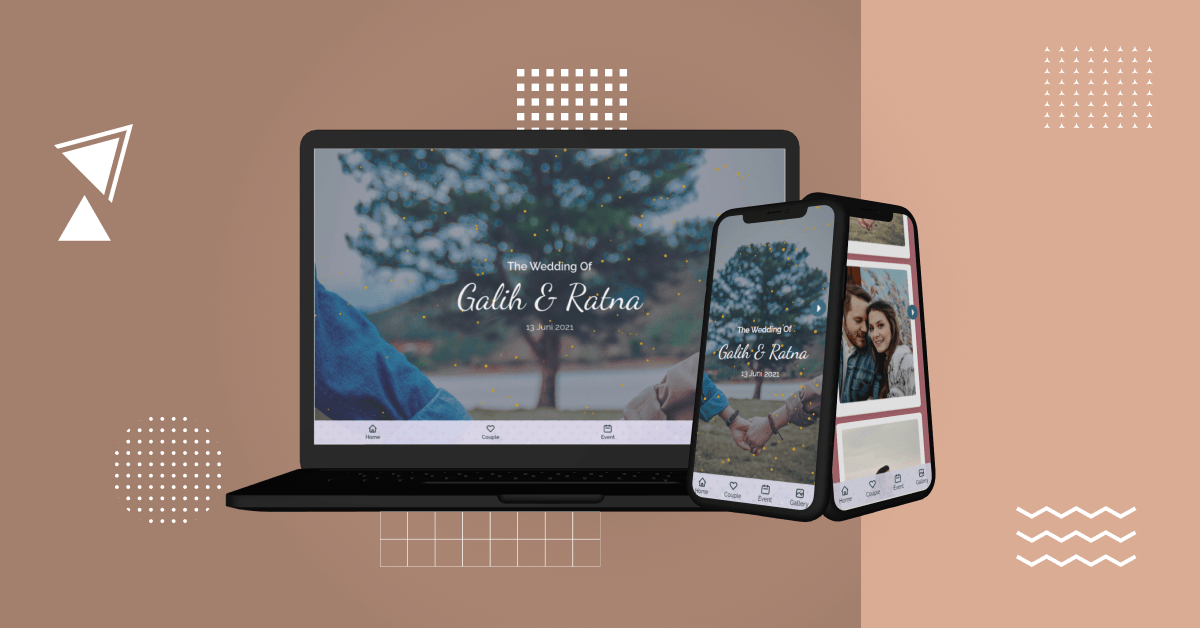 The Wedding Of
Galih & Ratna
13 Juni 2021
Home Couple Event
The Wedding Of
Galih & Ratna
13 Juni 2021
Home Couple Event Gallery
Home Couple Event Gallery